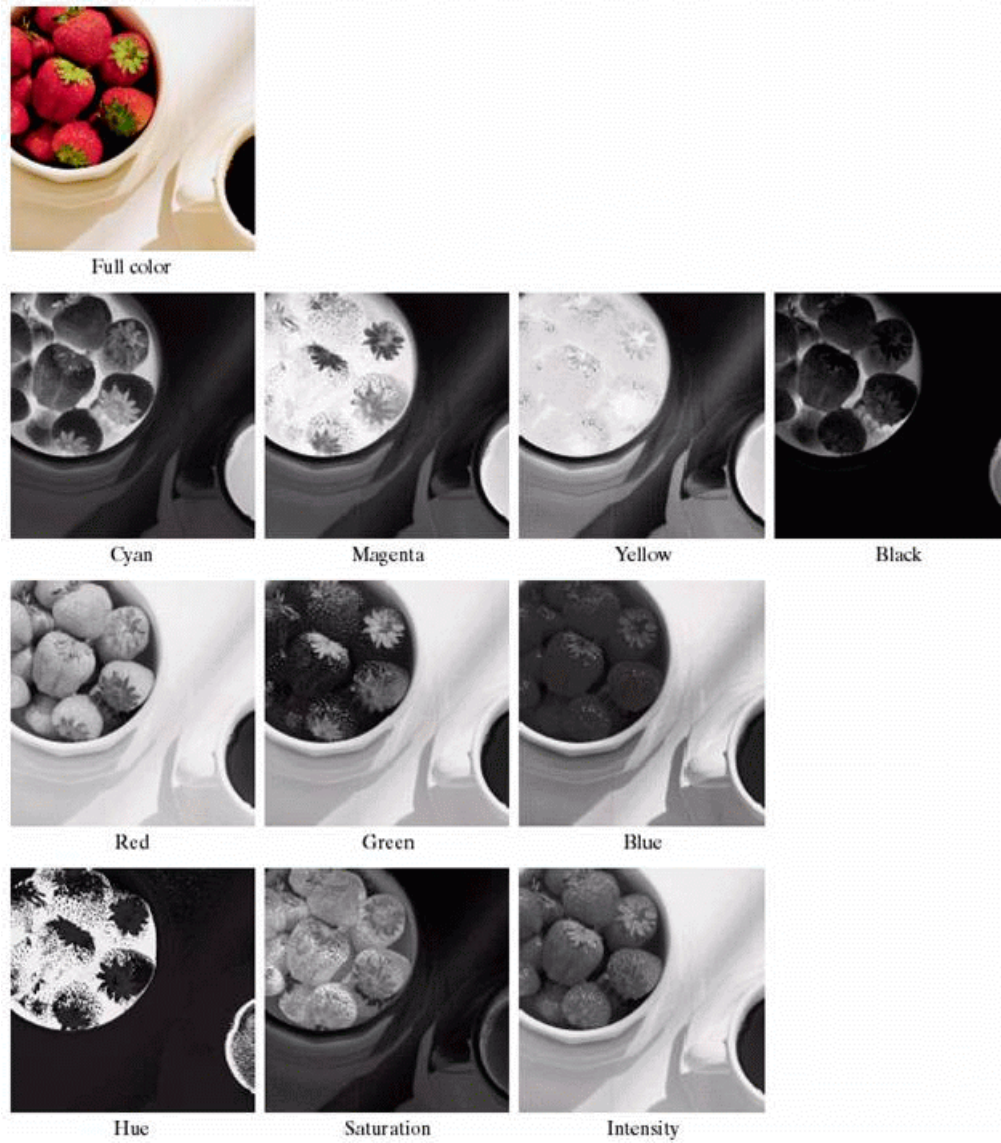 Full color
Cyan Magenta Yellow Black
Red Green Blue
Hue Saturation Intensity